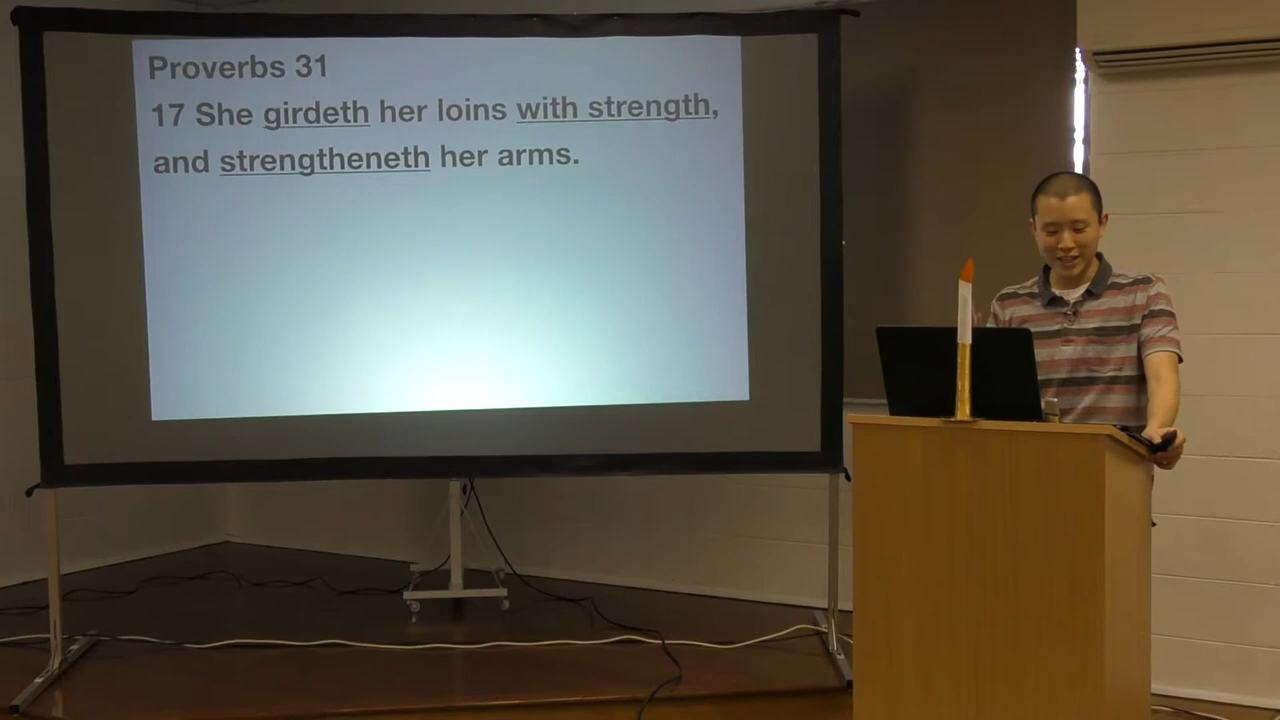 Proverbs 31
17 She girdeth her loins with strength,
and strengtheneth her arms.